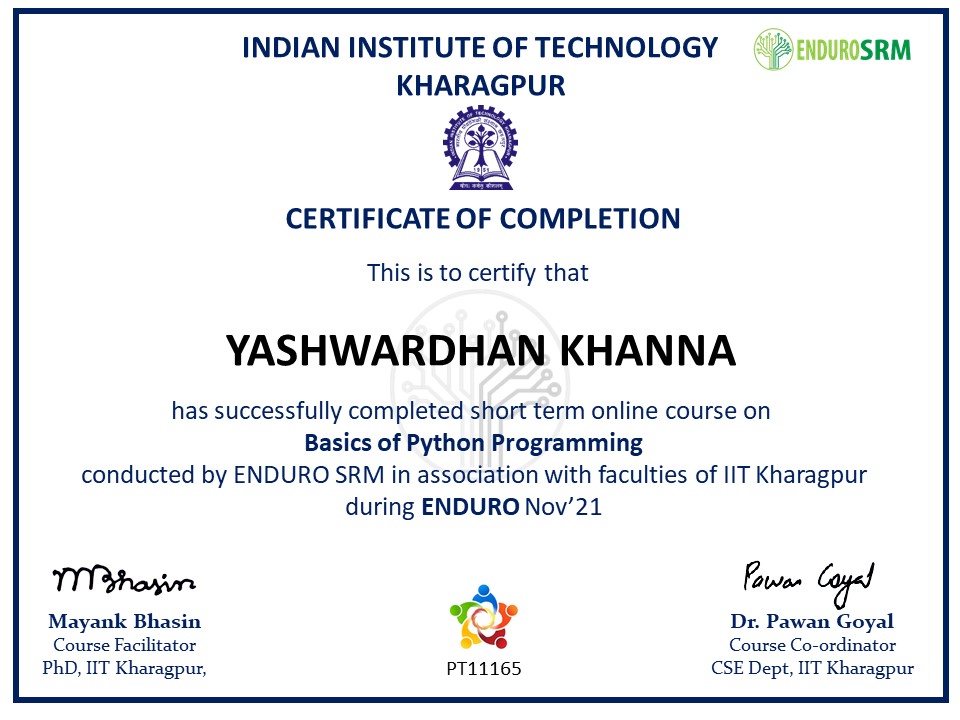 INDIAN INSTITUTE OF TECHNOLOGY
KHARAGPUR
ENDUROSRM
1951
CERTIFICATE OF COMPLETION
This is to certify that
YASHWARDHAN KHANNA
has successfully completed short term online course on
Basics of Python Programming
conducted by ENDURO SRM in association with faculties of IIT Kharagpur
during ENDURO Nov’21
MBhasin
Mayank Bhasin
Course Facilitator
PhD, IIT Kharagpur,
PT11165
Pawan Goyal
Dr. Pawan Goyal
Course Co-ordinator
CSE Dept, IIT Kharagpur